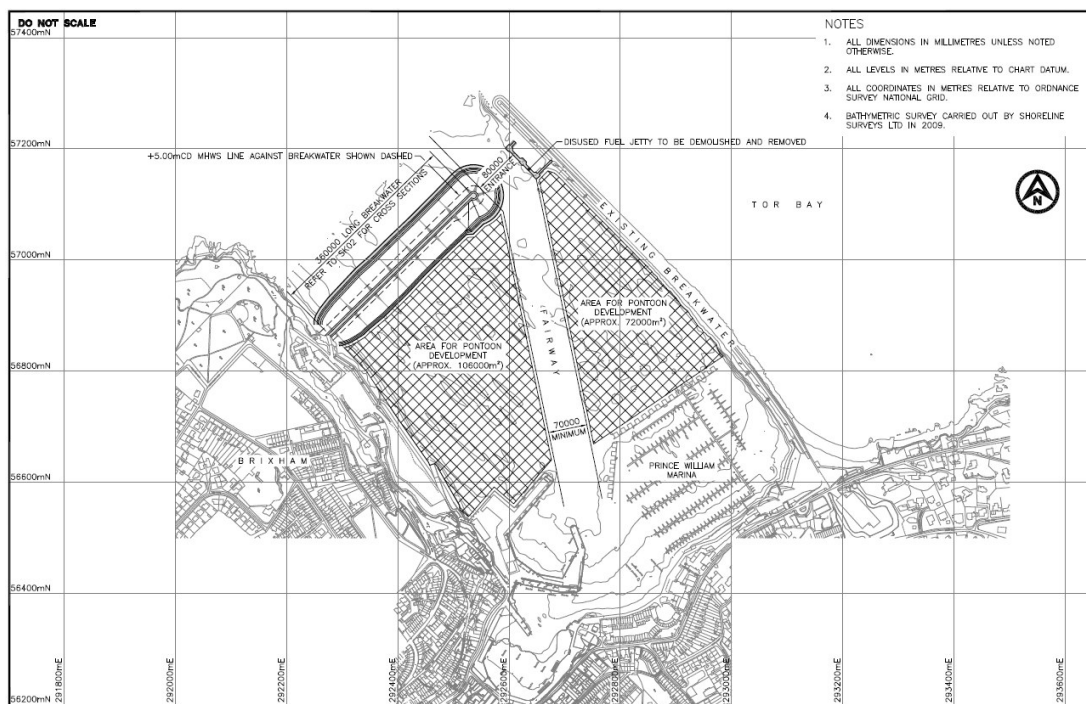 DO NOT SCALE
57400mN
NOTES
1. ALL DIMENSIONS IN MILLIMETRES UNLESS NOTED
OTHERWISE.
2. ALL LEVELS IN METRES RELATIVE TO CHART DATUM.
3. ALL COORDINATES IN METRES RELATIVE TO ORDNANCE
SURVEY NATIONAL GRID.
4. BATHYMETRIC SURVEY CARRIED OUT BY SHORELINE
SURVEYS LTD IN 2009.
57200mN
DISUSED FUEL JETTY TO BE DEMOLISHED AND REMOVED
+5.00mCD MHWS LINE AGAINST BREAKWATER SHOWN DASHED
80000
ENTRANCE
360000 LONG BREAKWATER
REFER TO SK02 FOR CROSS SECTIONS
EXISTING BREAKWATER
TOR BAY
N
57000mN
FAIRWAY
AREA FOR PONTOON
DEVELOPMENT
(APPROX. 72000m²)
AREA FOR PONTOON
DEVELOPMENT
(APPROX. 106000m²)
56800mN
70000
MINIMUM
BRIXHAM
PRINCE WILLIAM
MARINA
56600mN
56400mN
56200mN
291800mE
292000mE
292200mE
292400mE
292600mE
292800mE
293000mE
293200mE
293400mE
293600mE